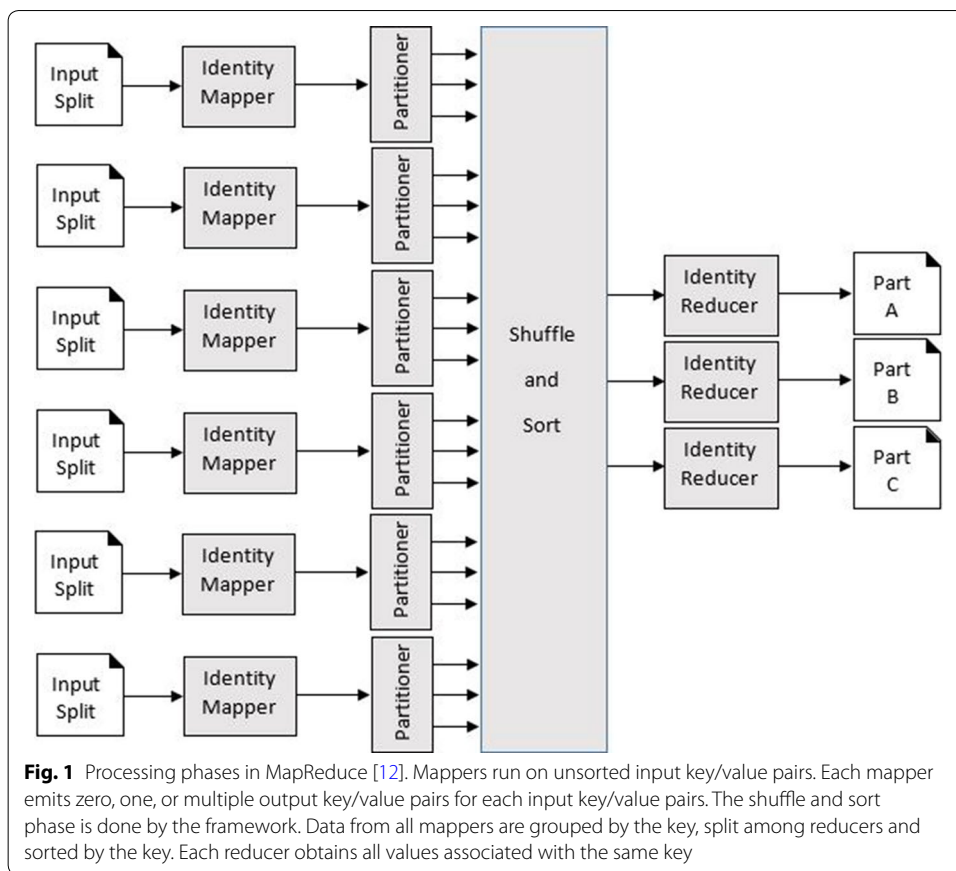 Input
Split
Identity
Mapper
Partitioner
Input
Split
Identity
Mapper
Partitioner
Input
Split
Identity
Mapper
Partitioner
Input
Split
Identity
Mapper
Partitioner
Input
Split
Identity
Mapper
Partitioner
Input
Split
Identity
Mapper
Partitioner
Shuffle
and
Sort
Identity
Reducer
Part
A
Identity
Reducer
Part
B
Identity
Reducer
Part
C
Fig. 1 Processing phases in MapReduce [12]. Mappers run on unsorted input key/value pairs. Each mapper
emits zero, one, or multiple output key/value pairs for each input key/value pairs. The shuffle and sort
phase is done by the framework. Data from all mappers are grouped by the key, split among reducers and
sorted by the key. Each reducer obtains all values associated with the same key